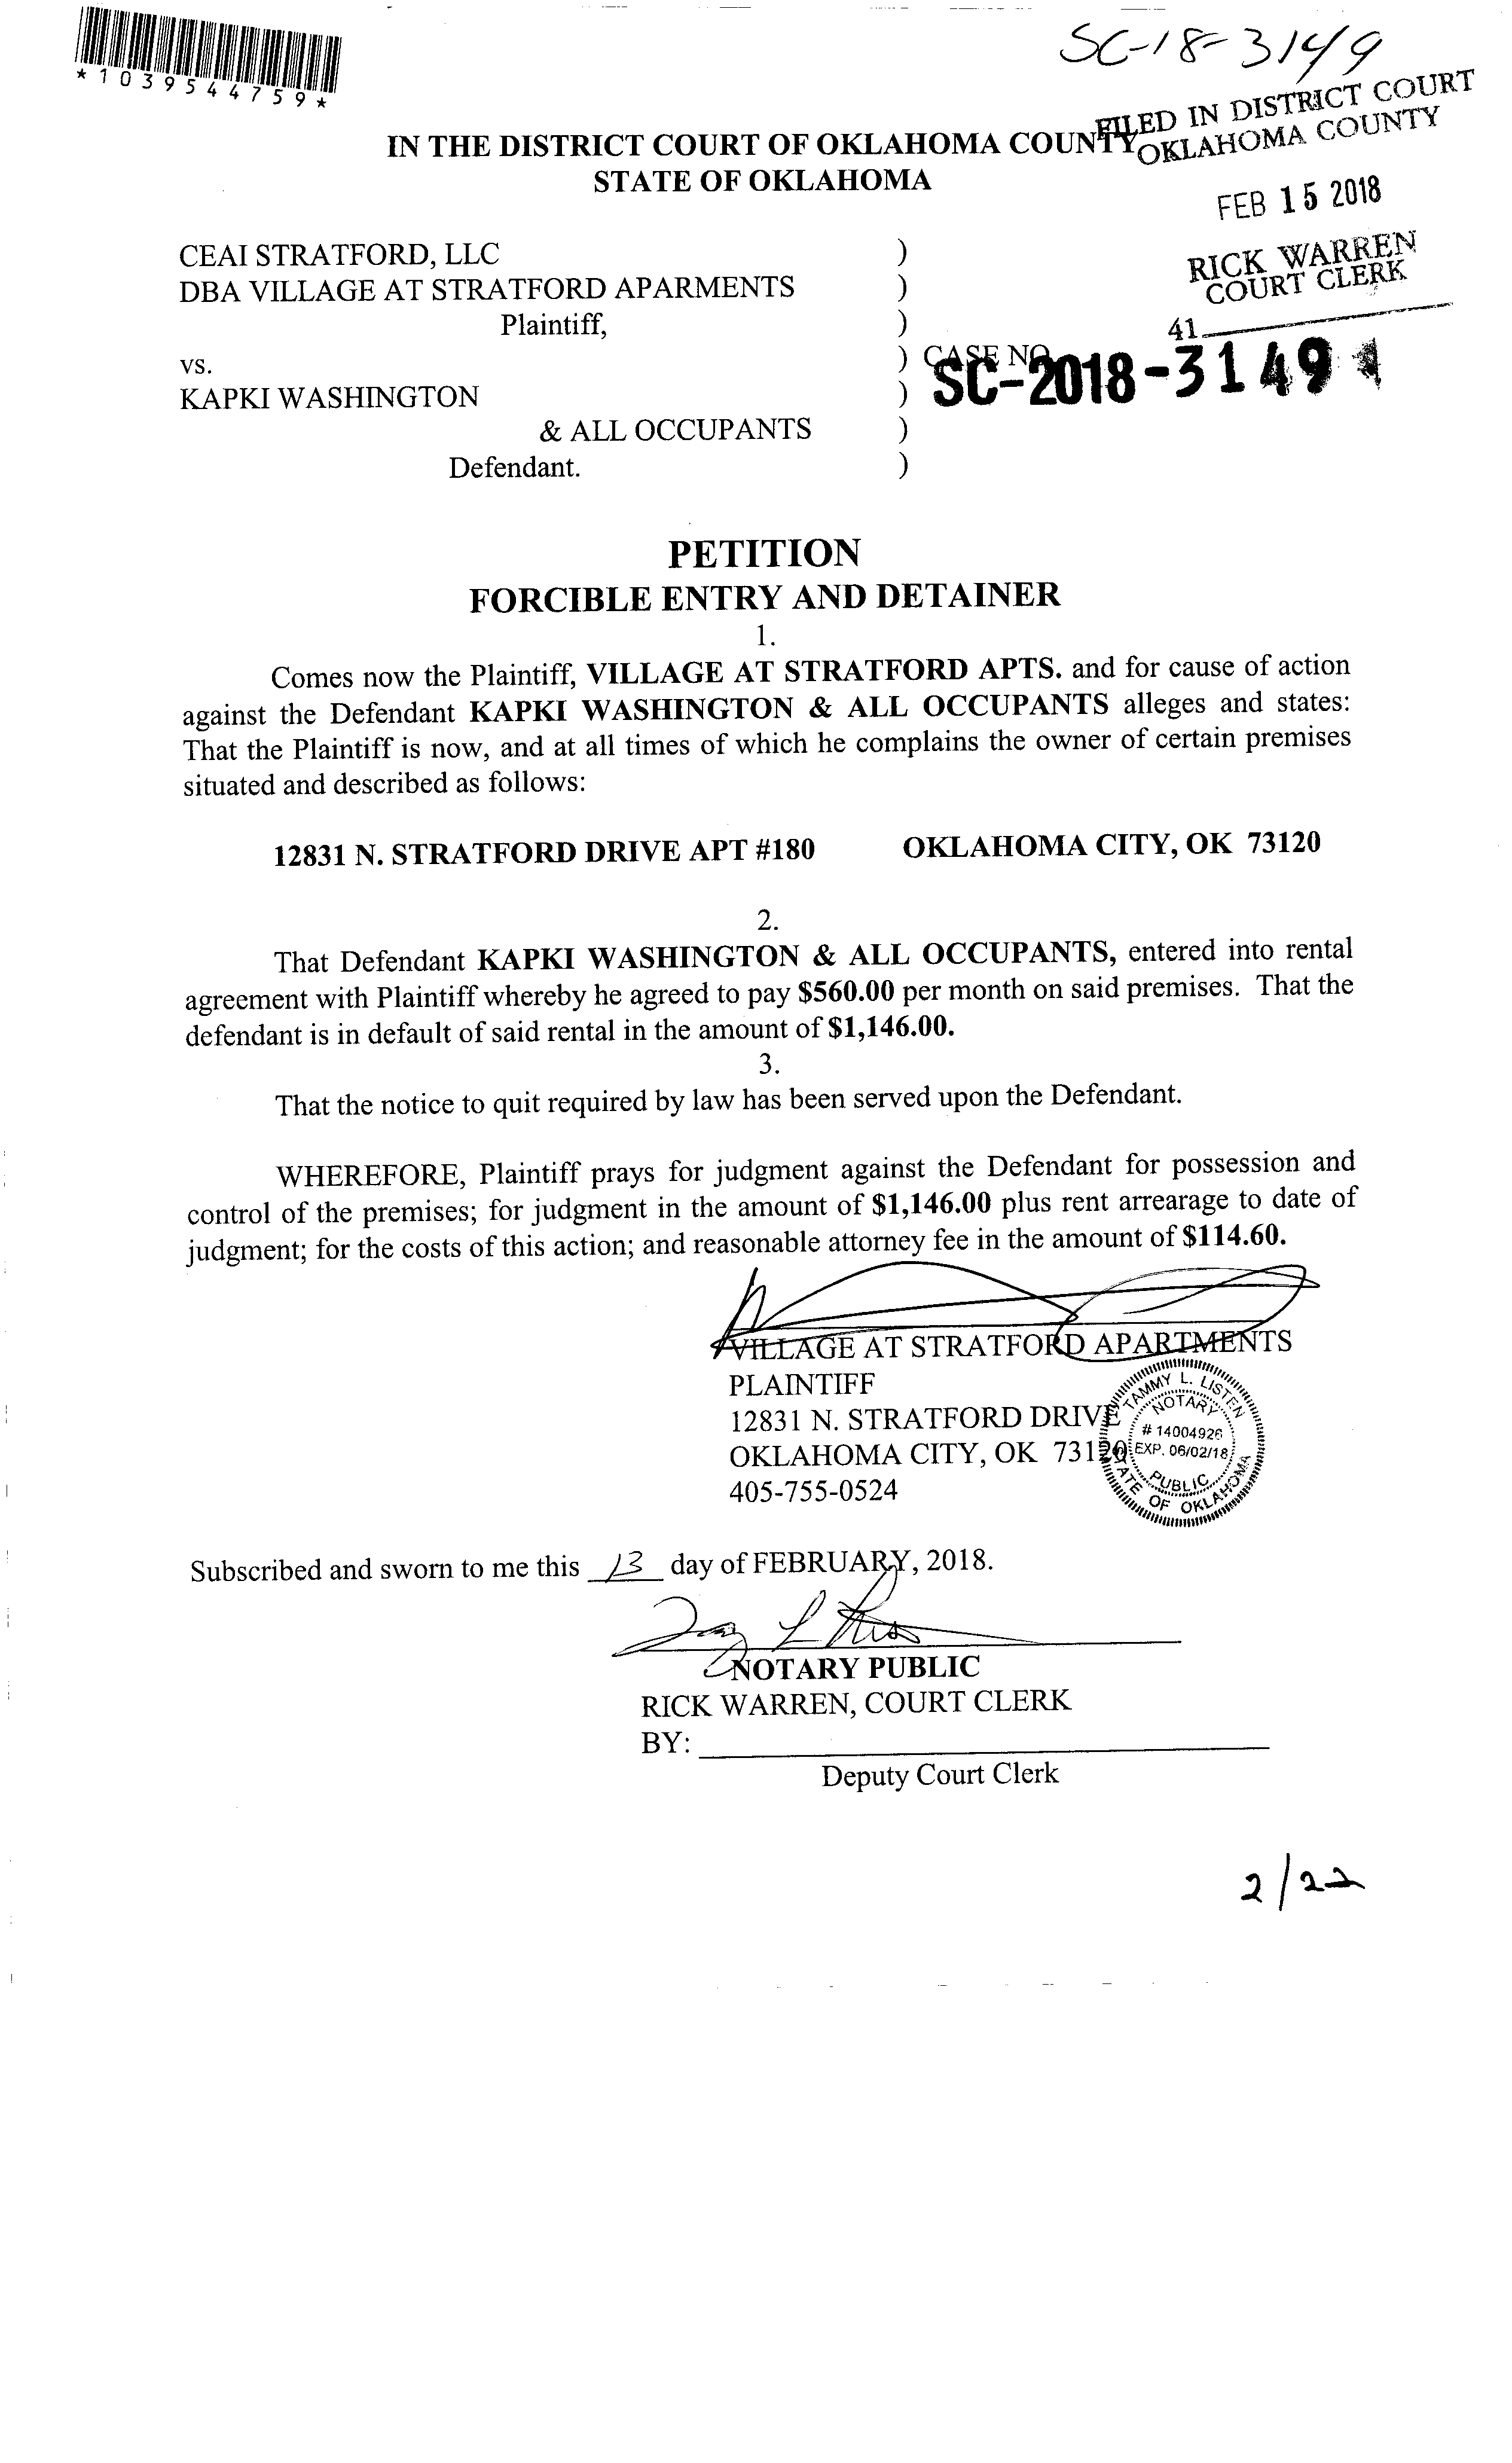 *1039544759*
SC-18-3149
FILED IN DISTRICT COURT
OKLAHOMA COUNTY
IN THE DISTRICT COURT OF OKLAHOMA COUNTY
STATE OF OKLAHOMA
FEB 15 2018
RICK WARREN
COURT CLERK
41
CEAI STRATFORD, LLC )
DBA VILLAGE AT STRATFORD APARMENTS )
Plaintiff, )
vs. ) CASE NO.
SC-2018-3149
KAPKI WASHINGTON )
& ALL OCCUPANTS )
Defendant. )
PETITION
FORCIBLE ENTRY AND DETAINER
1.
Comes now the Plaintiff, VILLAGE AT STRATFORD APTS. and for cause of action
against the Defendant KAPKI WASHINGTON & ALL OCCUPANTS alleges and states:
That the Plaintiff is now, and at all times of which he complains the owner of certain premises
situated and described as follows:
12831 N. STRATFORD DRIVE APT #180 OKLAHOMA CITY, OK 73120
2.
That Defendant KAPKI WASHINGTON & ALL OCCUPANTS, entered into rental
agreement with Plaintiff whereby he agreed to pay $560.00 per month on said premises. That the
defendant is in default of said rental in the amount of $1,146.00.
3.
That the notice to quit required by law has been served upon the Defendant.
WHEREFORE, Plaintiff prays for judgment against the Defendant for possession and
control of the premises; for judgment in the amount of $1,146.00 plus rent arrearage to date of
judgment; for the costs of this action; and reasonable attorney fee in the amount of $114.60.
VILLAGE AT STRATFORD APARTMENTS
PLAINTIFF
12831 N. STRATFORD DRIVE
OKLAHOMA CITY, OK 73120
405-755-0524
TAMMY L. LISTEN
NOTARY
# 14004926
EXP. 06/02/18
PUBLIC
STATE OF OKLAHOMA
Subscribed and sworn to me this 13 day of FEBRUARY, 2018.
NOTARY PUBLIC
RICK WARREN, COURT CLERK
BY:
Deputy Court Clerk
2/22